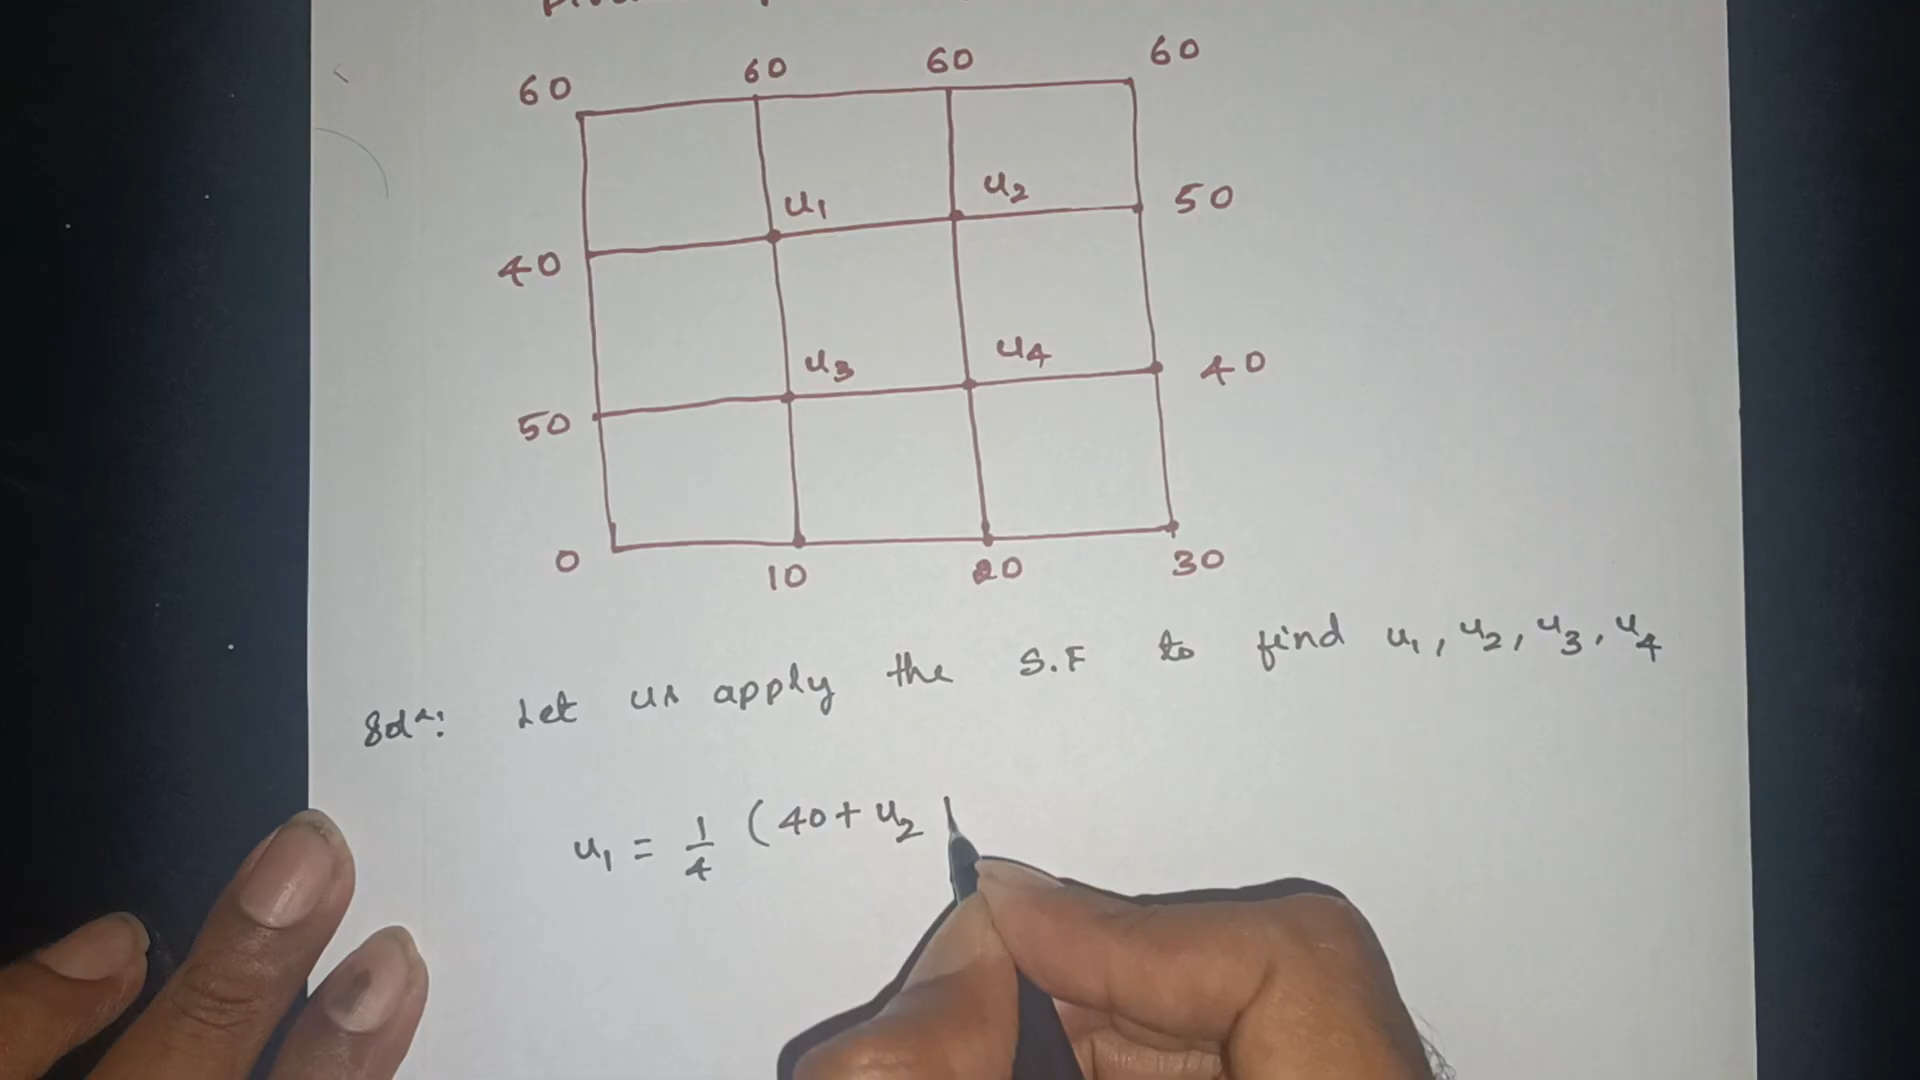 60 60 60 60
u₁ u₂ 50
40
u₃ u₄ 40
50
0 10 20 30
Solⁿ: Let us apply the S.F to find u₁, u₂, u₃, u₄
u₁ = 1/4 (40 + u₂